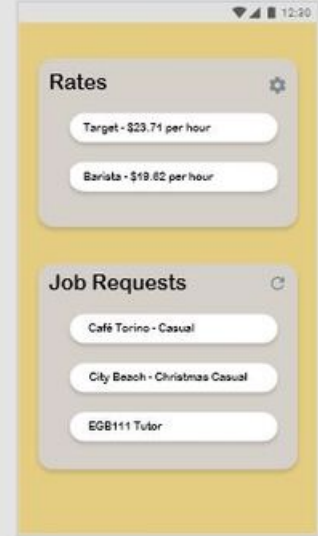 12:30
Rates
Target - $23.71 per hour
Barista - $19.62 per hour
Job Requests
Café Torino - Casual
City Beach - Christmas Casual
EGB111 Tutor